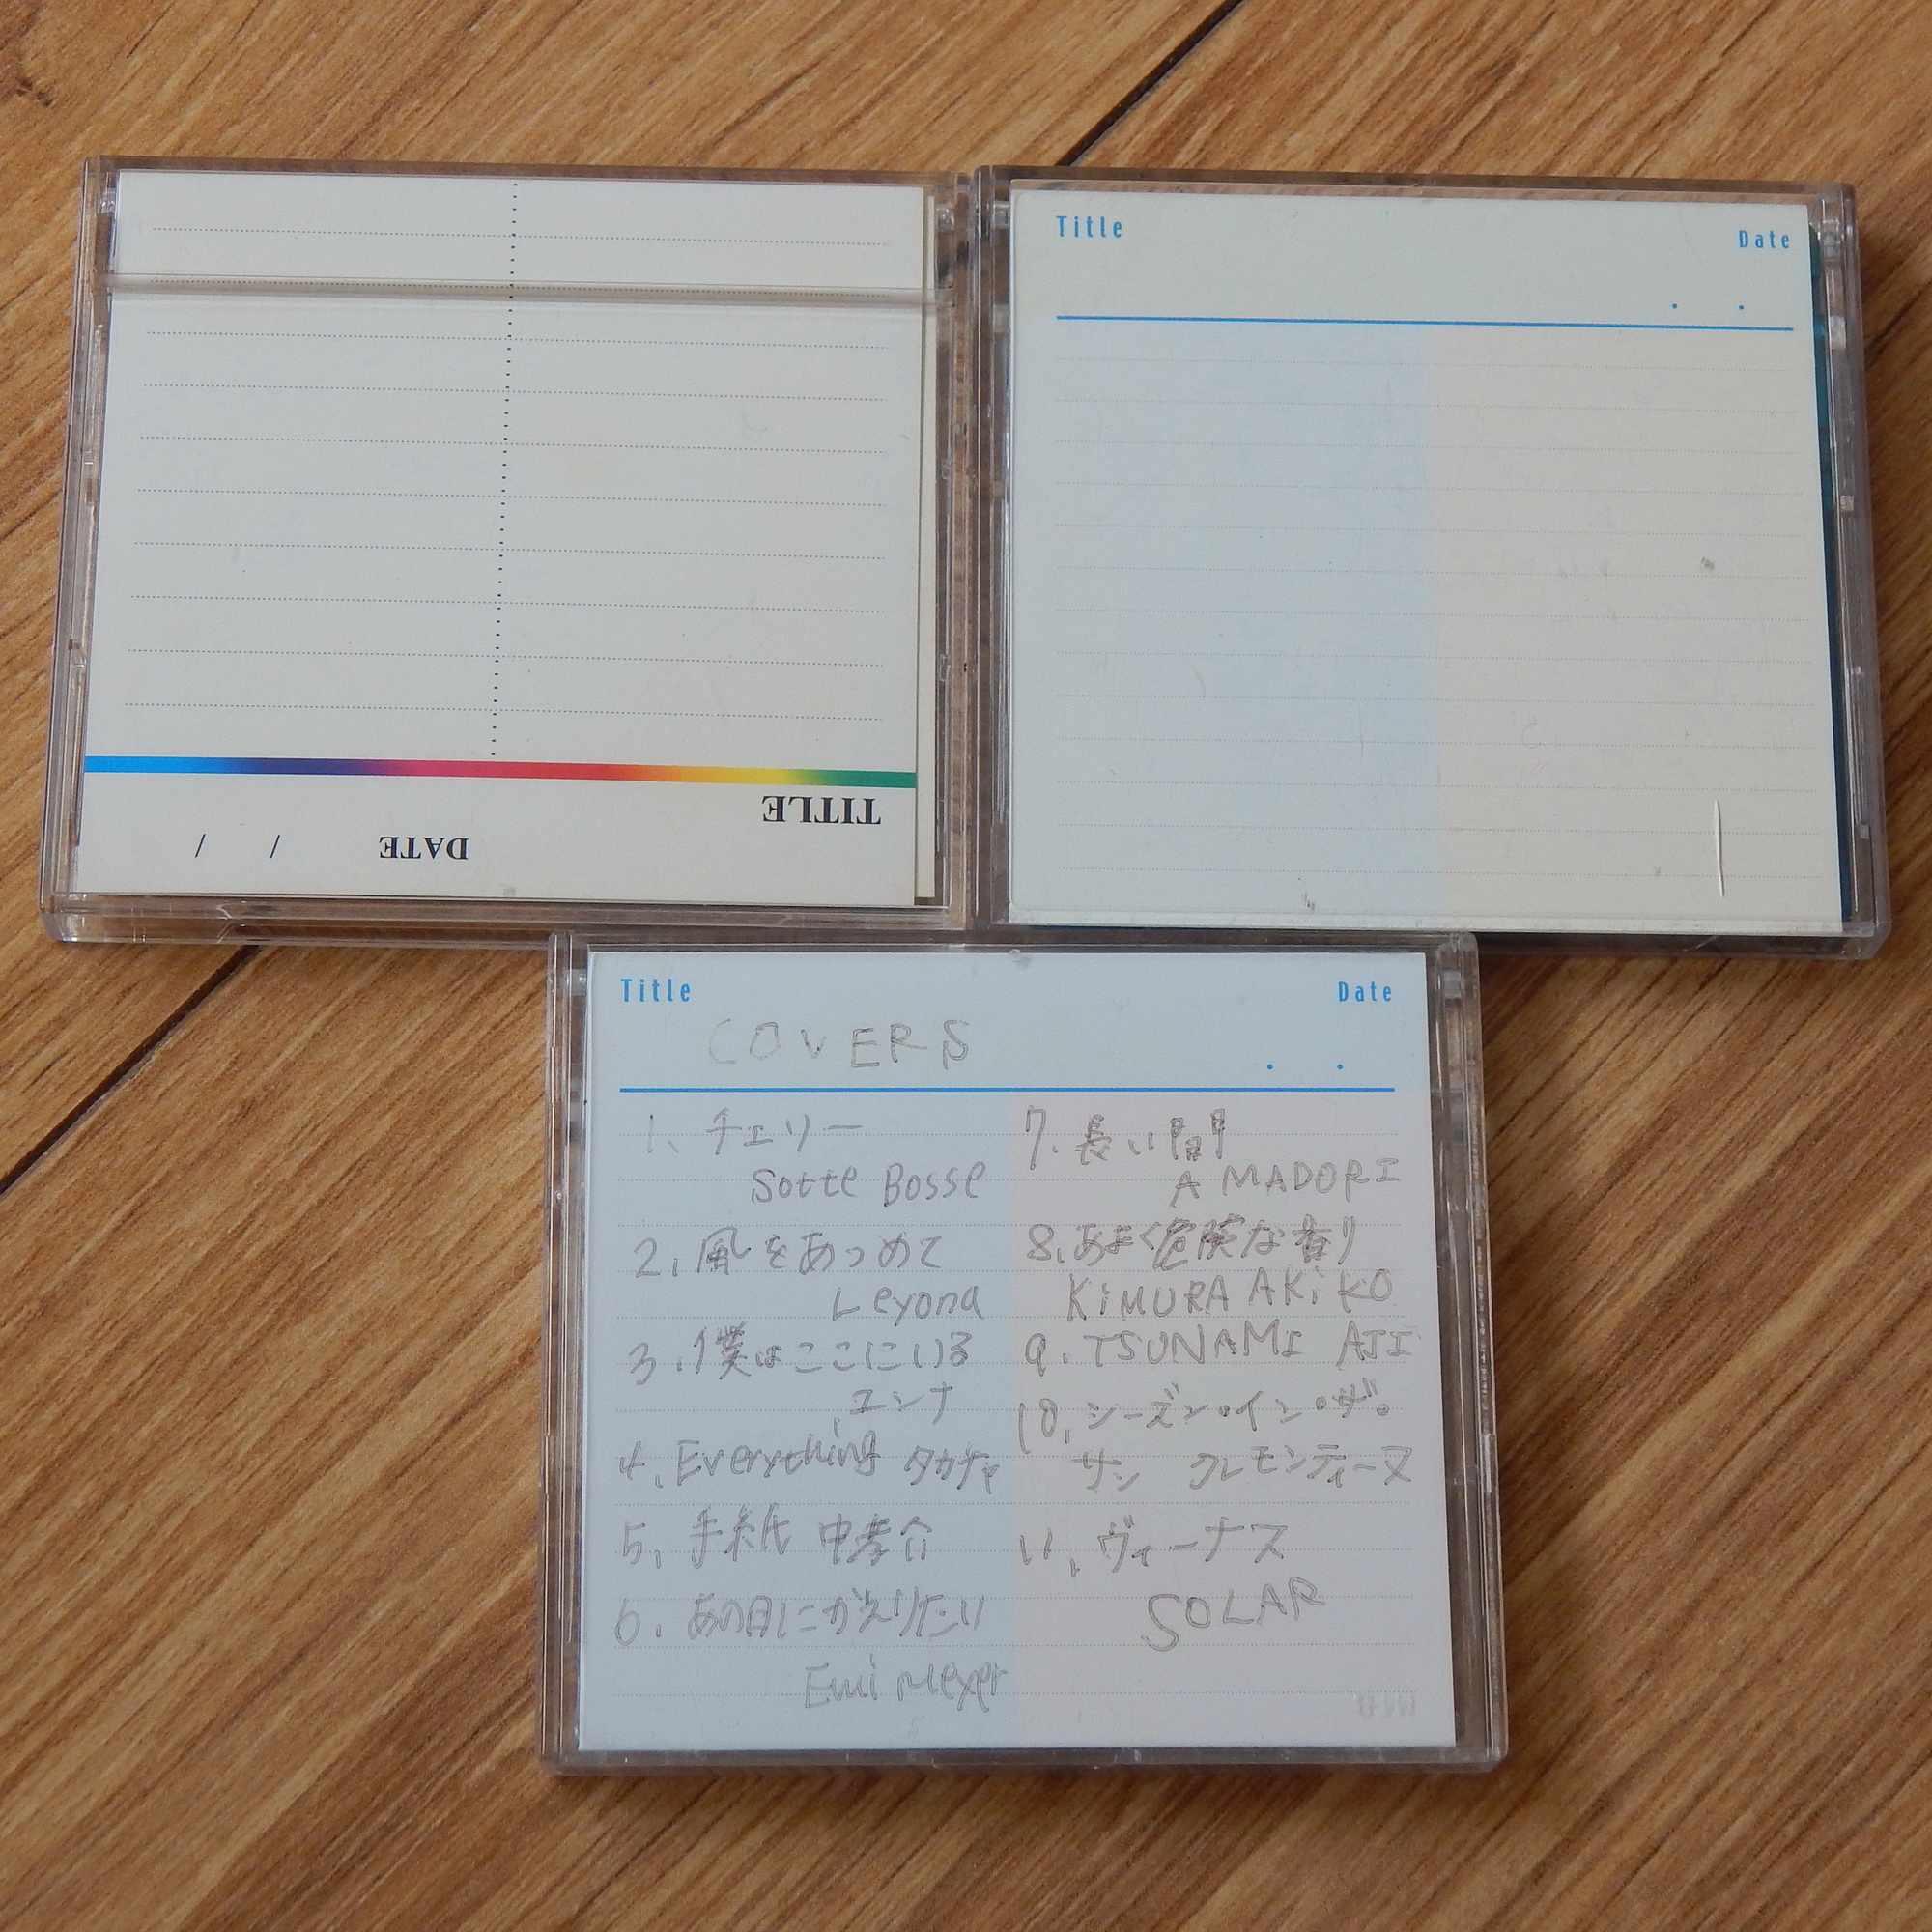 TITLE
DATE / /
Title Date
. .
Title Date
COVERS
. .
1、チェリー
Sotte Bosse
2、風をあつめて
Leyona
3、僕はここにいる
ユンナ
4、Everything タカチャ
5、手紙 中孝介
6、あの日にがえりたい
Emi Meyer
7、長い間
AMADORI
8、あまく危険な香り
KiMURA AKiKO
9、TSUNAMI AJI
10、シーズン・イン・ザ・
サン クレモンティーヌ
11、ヴィーナス
SOLAR